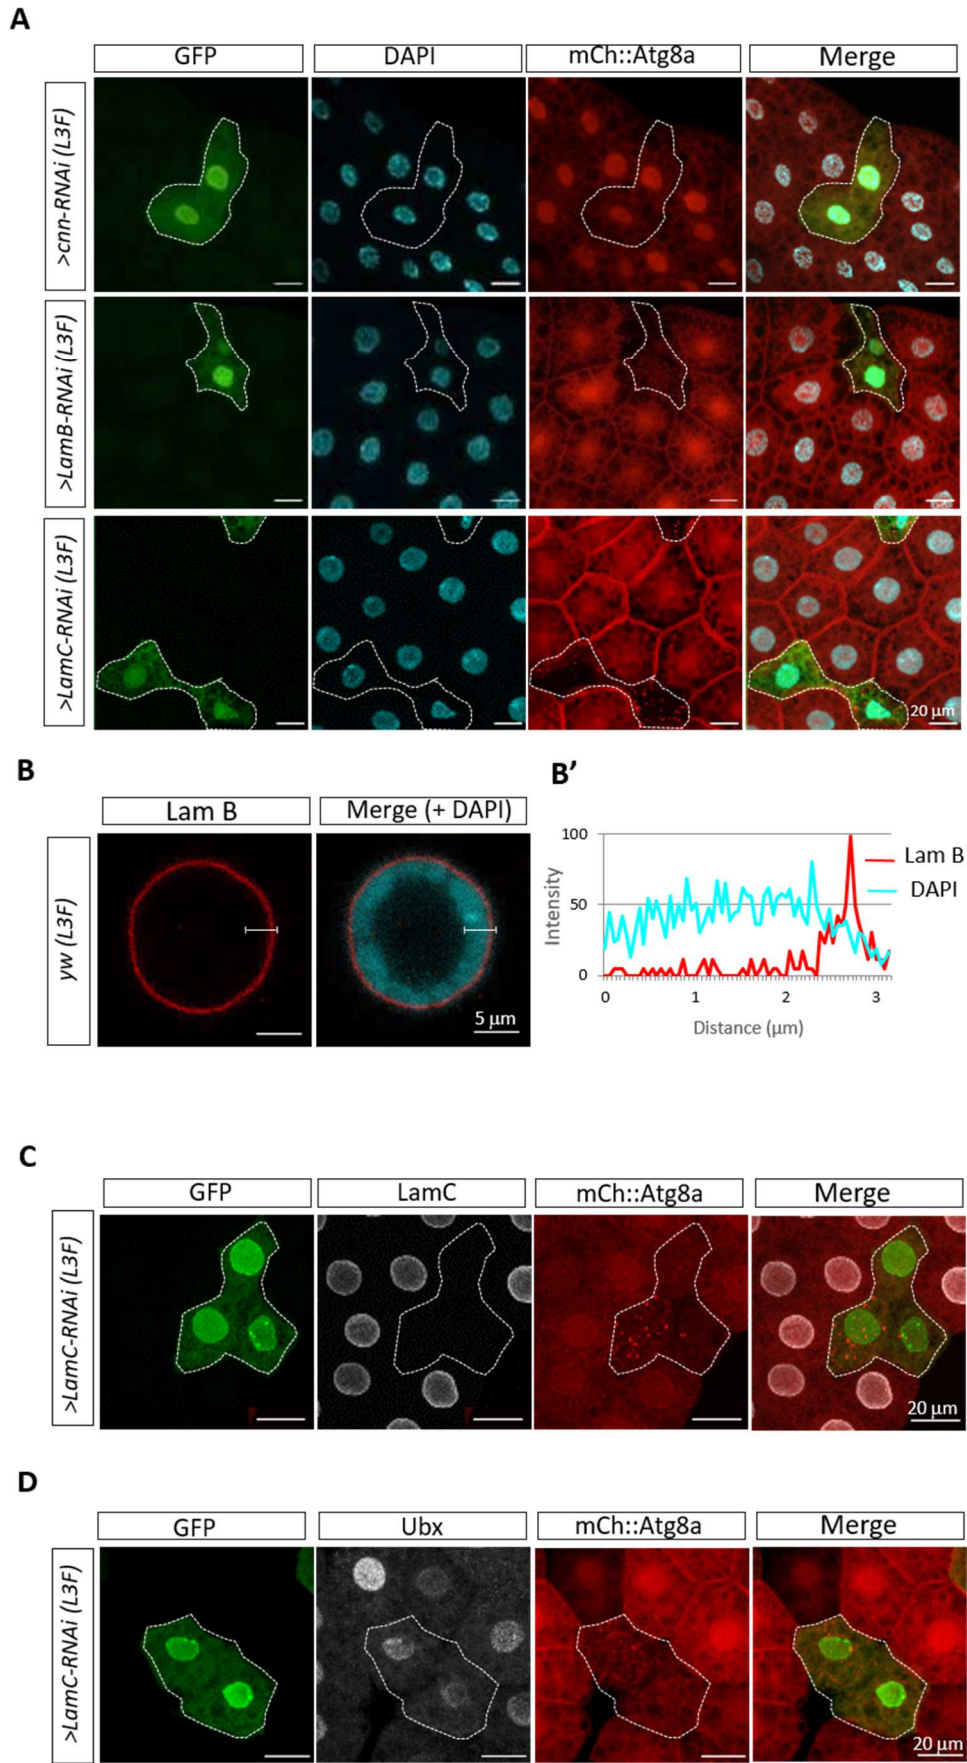 A
GFP DAPI mCh::Atg8a Merge
>cnn-RNAi (L3F)
>LamB-RNAi (L3F)
>LamC-RNAi (L3F)
20 µm
B
Lam B Merge (+ DAPI)
yw (L3F)
5 µm
B’
100
50
0
Intensity
0 1 2 3
Distance (µm)
Lam B
DAPI
C
GFP LamC mCh::Atg8a Merge
>LamC-RNAi (L3F)
20 µm
D
GFP Ubx mCh::Atg8a Merge
>LamC-RNAi (L3F)
20 µm